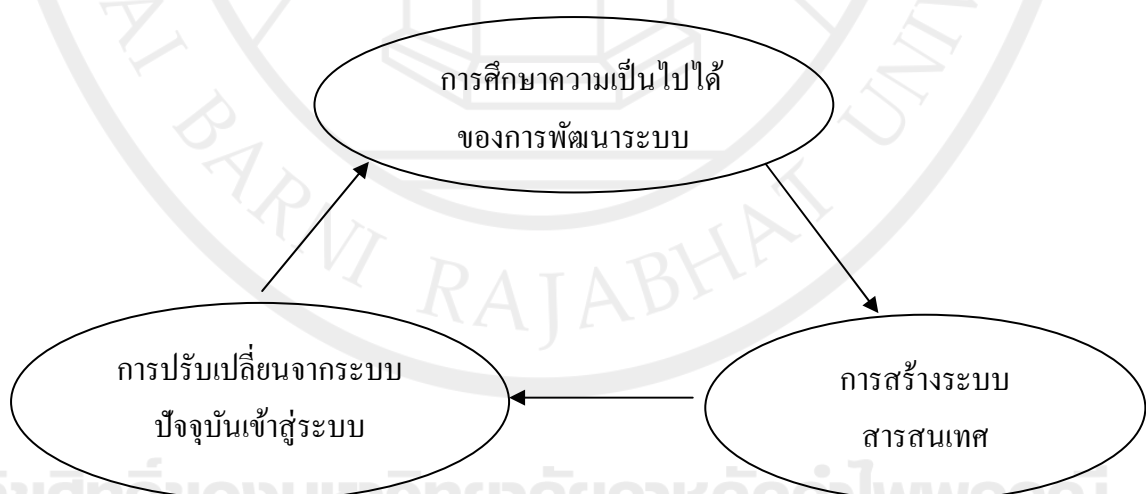 การศึกษาความเป็นไปได้
ของการพัฒนาระบบ
การปรับเปลี่ยนจากระบบ
ปัจจุบันเข้าสู่ระบบ
การสร้างระบบ
สารสนเทศ
BARNI RAJABHAT